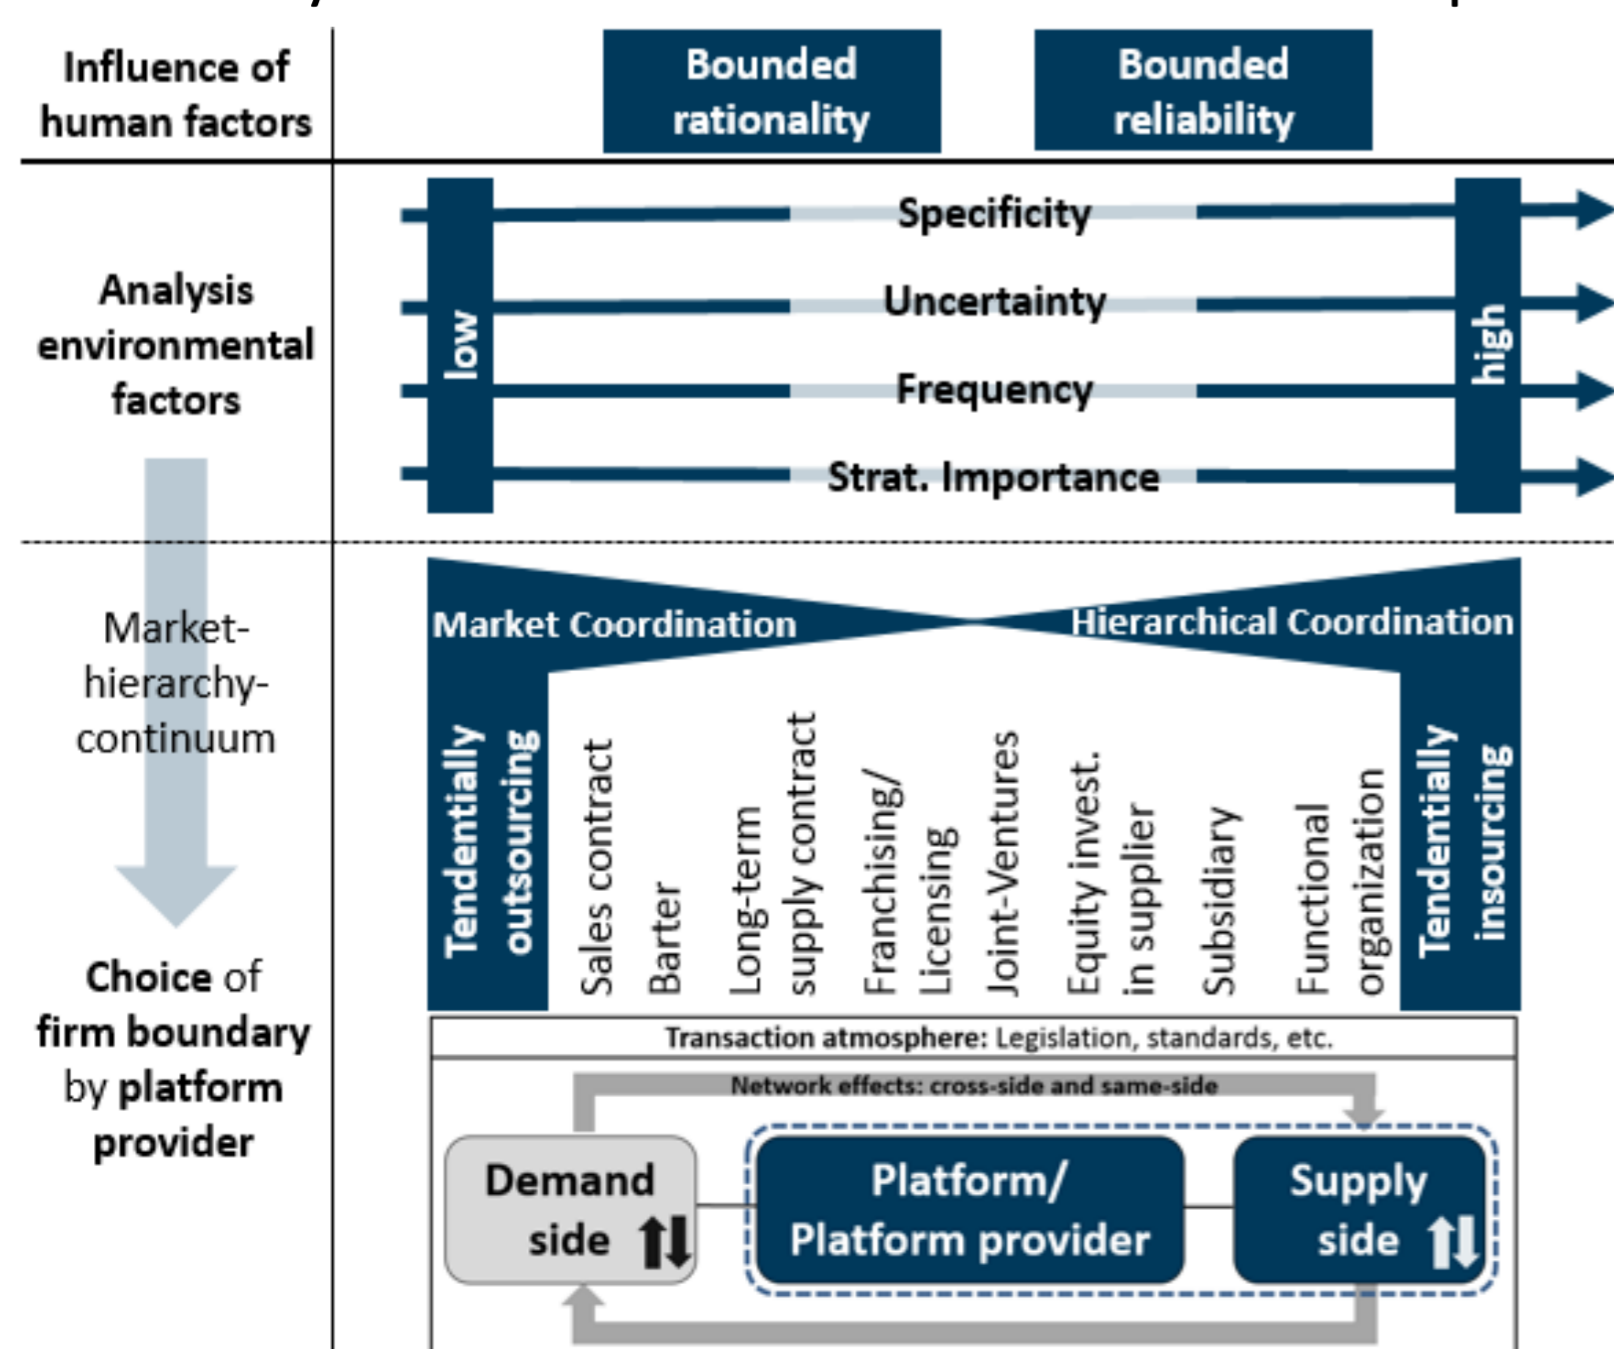 Influence of
human factors
Bounded
rationality
Bounded
reliability
Analysis
environmental
factors
low
high
Specificity
Uncertainty
Frequency
Strat. Importance
Market-
hierarchy-
continuum
Market Coordination
Hierarchical Coordination
Tendentially
outsourcing
Sales contract
Barter
Long-term
supply contract
Franchising/
Licensing
Joint-Ventures
Equity invest.
in supplier
Subsidiary
Functional
organization
Tendentially
insourcing
Choice of
firm boundary
by platform
provider
Transaction atmosphere: Legislation, standards, etc.
Network effects: cross-side and same-side
Demand
side
Platform/
Platform provider
Supply
side